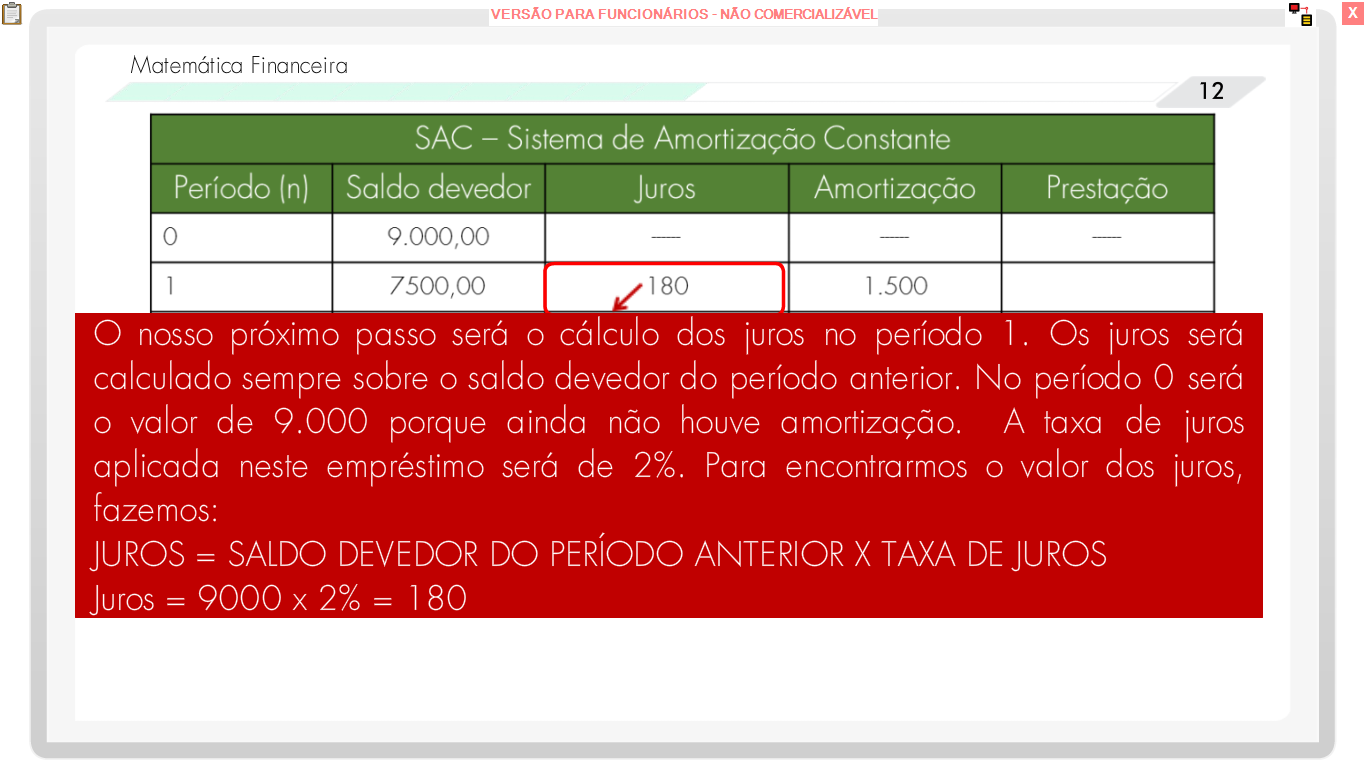 VERSÃO PARA FUNCIONÁRIOS - NÃO COMERCIALIZÁVEL
X
Matemática Financeira
12
SAC – Sistema de Amortização Constante
Período (n) Saldo devedor Juros Amortização Prestação
0 9.000,00 ------ ------ ------
1 7500,00 180 1.500
O nosso próximo passo será o cálculo dos juros no período 1. Os juros será
calculado sempre sobre o saldo devedor do período anterior. No período 0 será
o valor de 9.000 porque ainda não houve amortização. A taxa de juros
aplicada neste empréstimo será de 2%. Para encontrarmos o valor dos juros,
fazemos:
JUROS = SALDO DEVEDOR DO PERÍODO ANTERIOR X TAXA DE JUROS
Juros = 9000 x 2% = 180